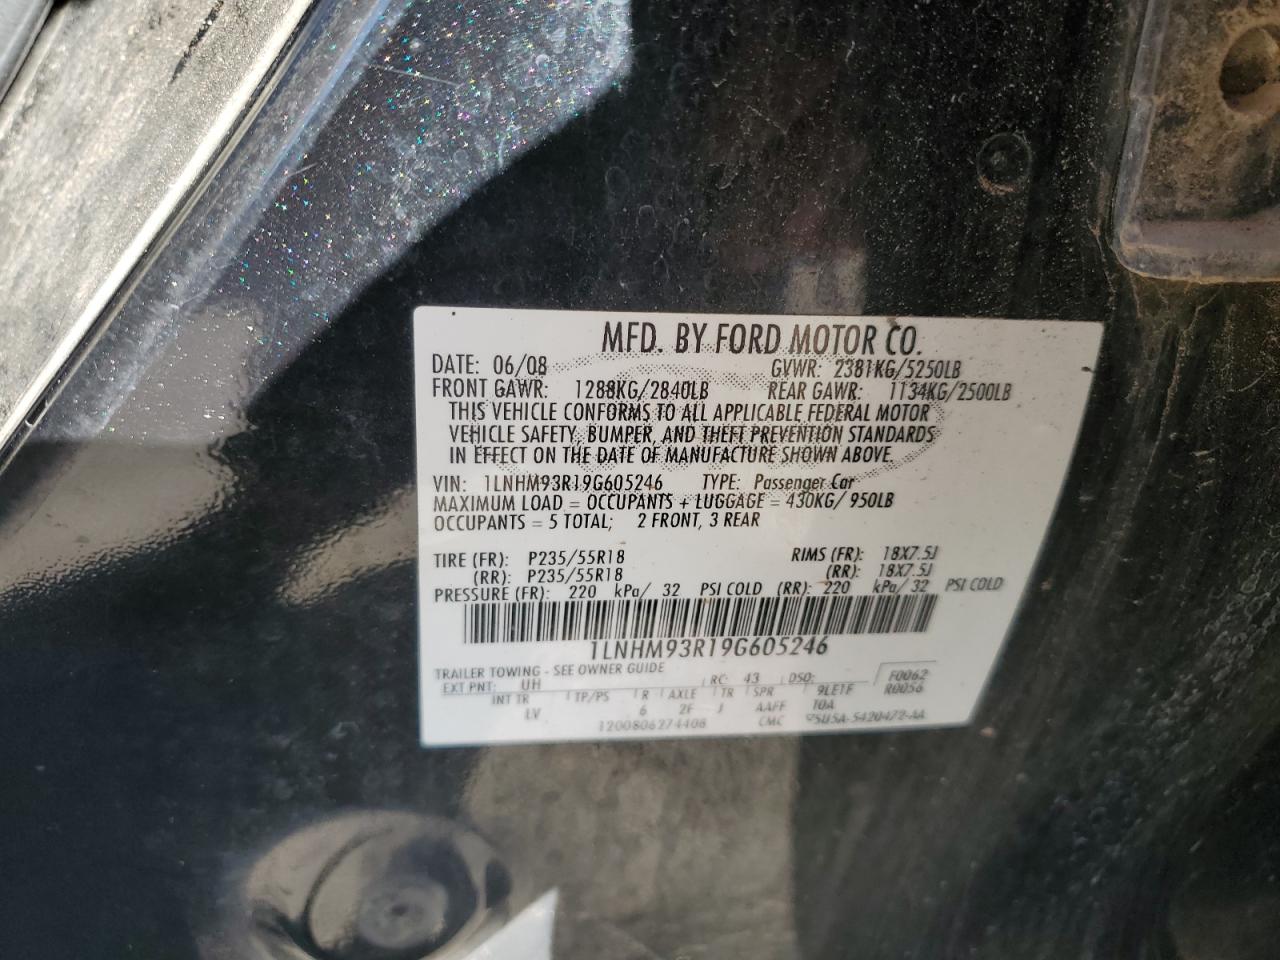 MFD. BY FORD MOTOR CO.
DATE: 06/08 GVWR: 2381KG/5250LB
FRONT GAWR: 1288KG/2840LB REAR GAWR: 1134KG/2500LB
THIS VEHICLE CONFORMS TO ALL APPLICABLE FEDERAL MOTOR
VEHICLE SAFETY, BUMPER, AND THEFT PREVENTION STANDARDS
IN EFFECT ON THE DATE OF MANUFACTURE SHOWN ABOVE.
VIN: 1LNHM93R19G605246 TYPE: Passenger Car
MAXIMUM LOAD = OCCUPANTS + LUGGAGE = 430KG/ 950LB
OCCUPANTS = 5 TOTAL; 2 FRONT, 3 REAR
TIRE (FR): P235/55R18 RIMS (FR): 18X7.5J
(RR): P235/55R18 (RR): 18X7.5J
PRESSURE (FR): 220 kPa/ 32 PSI COLD (RR): 220 kPa/ 32 PSI COLD
1LNHM93R19G605246
TRAILER TOWING - SEE OWNER GUIDE
EXT PNT: UH RC: 43 DSO: F0062
R0056
INT TR TP/PS R AXLE TR SPR 9LE1F
LV 6 2F J AAFF 10A
1200806274408 CMC 5U5A-5420472-AA